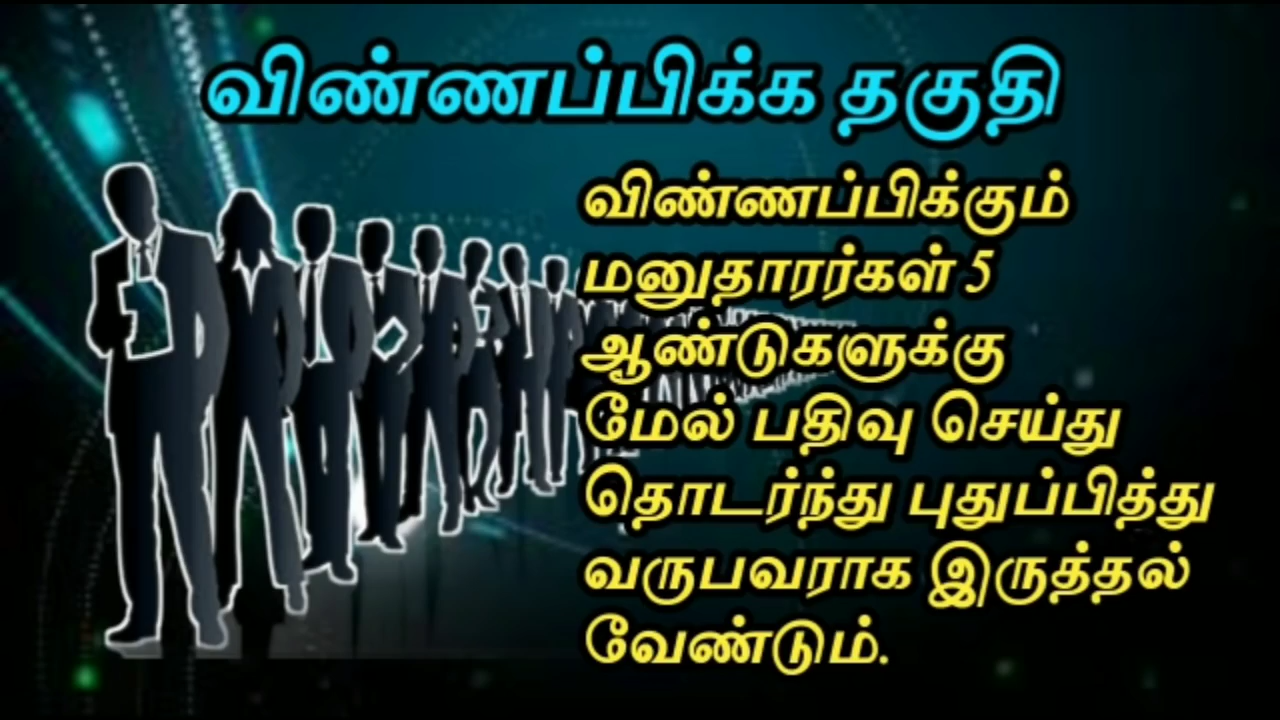 விண்ணப்பிக்க தகுதி
விண்ணப்பிக்கும்
மனுதாரர்கள் 5
ஆண்டுகளுக்கு
மேல் பதிவு செய்து
தொடர்ந்து புதுப்பித்து
வருபவராக இருத்தல்
வேண்டும்.